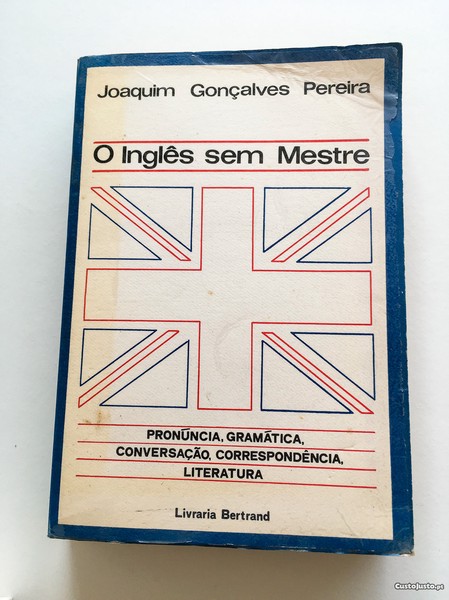 Joaquim Gonçalves Pereira
O Inglês sem Mestre
PRONÚNCIA, GRAMÁTICA,
CONVERSAÇÃO, CORRESPONDÊNCIA,
LITERATURA
Livraria Bertrand
CustoJusto.pt